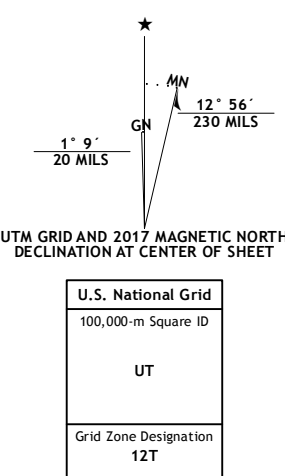 ★
MN
GN
12° 56´
230 MILS
1° 9´
20 MILS
UTM GRID AND 2017 MAGNETIC NORTH
DECLINATION AT CENTER OF SHEET
U.S. National Grid
100,000-m Square ID
UT
Grid Zone Designation
12T